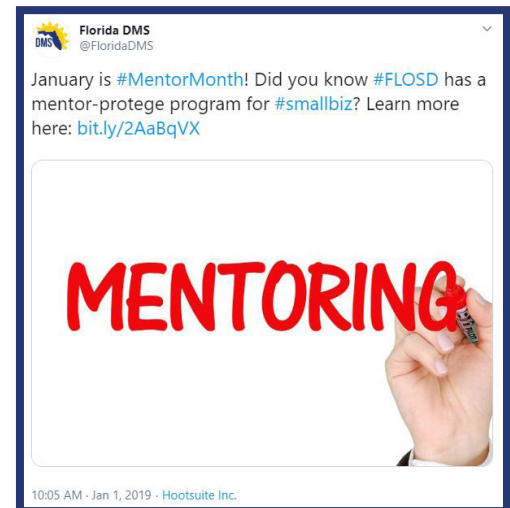 Florida DMS
DMS
@FloridaDMS
January is #MentorMonth! Did you know #FLOSD has a
mentor-protege program for #smallbiz? Learn more
here: bit.ly/2AaBqVX
MENTORING
PILOT
10:05 AM · Jan 1, 2019 · Hootsuite Inc.